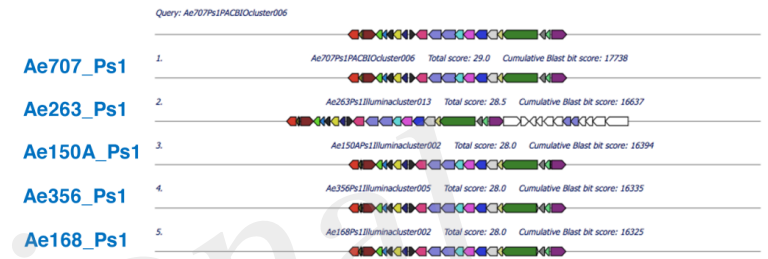 Query: Ae707Ps1PACBIOcluster006
Ae707_Ps1
1. Ae707Ps1PACBIOcluster006 Total score: 29.0 Cumulative Blast bit score: 17738
Ae263_Ps1
2. Ae263Ps1Illuminacluster013 Total score: 28.5 Cumulative Blast bit score: 16637
Ae150A_Ps1
3. Ae150APs1Illuminacluster002 Total score: 28.0 Cumulative Blast bit score: 16394
Ae356_Ps1
4. Ae356Ps1Illuminacluster005 Total score: 28.0 Cumulative Blast bit score: 16335
Ae168_Ps1
5. Ae168Ps1Illuminacluster002 Total score: 28.0 Cumulative Blast bit score: 16325